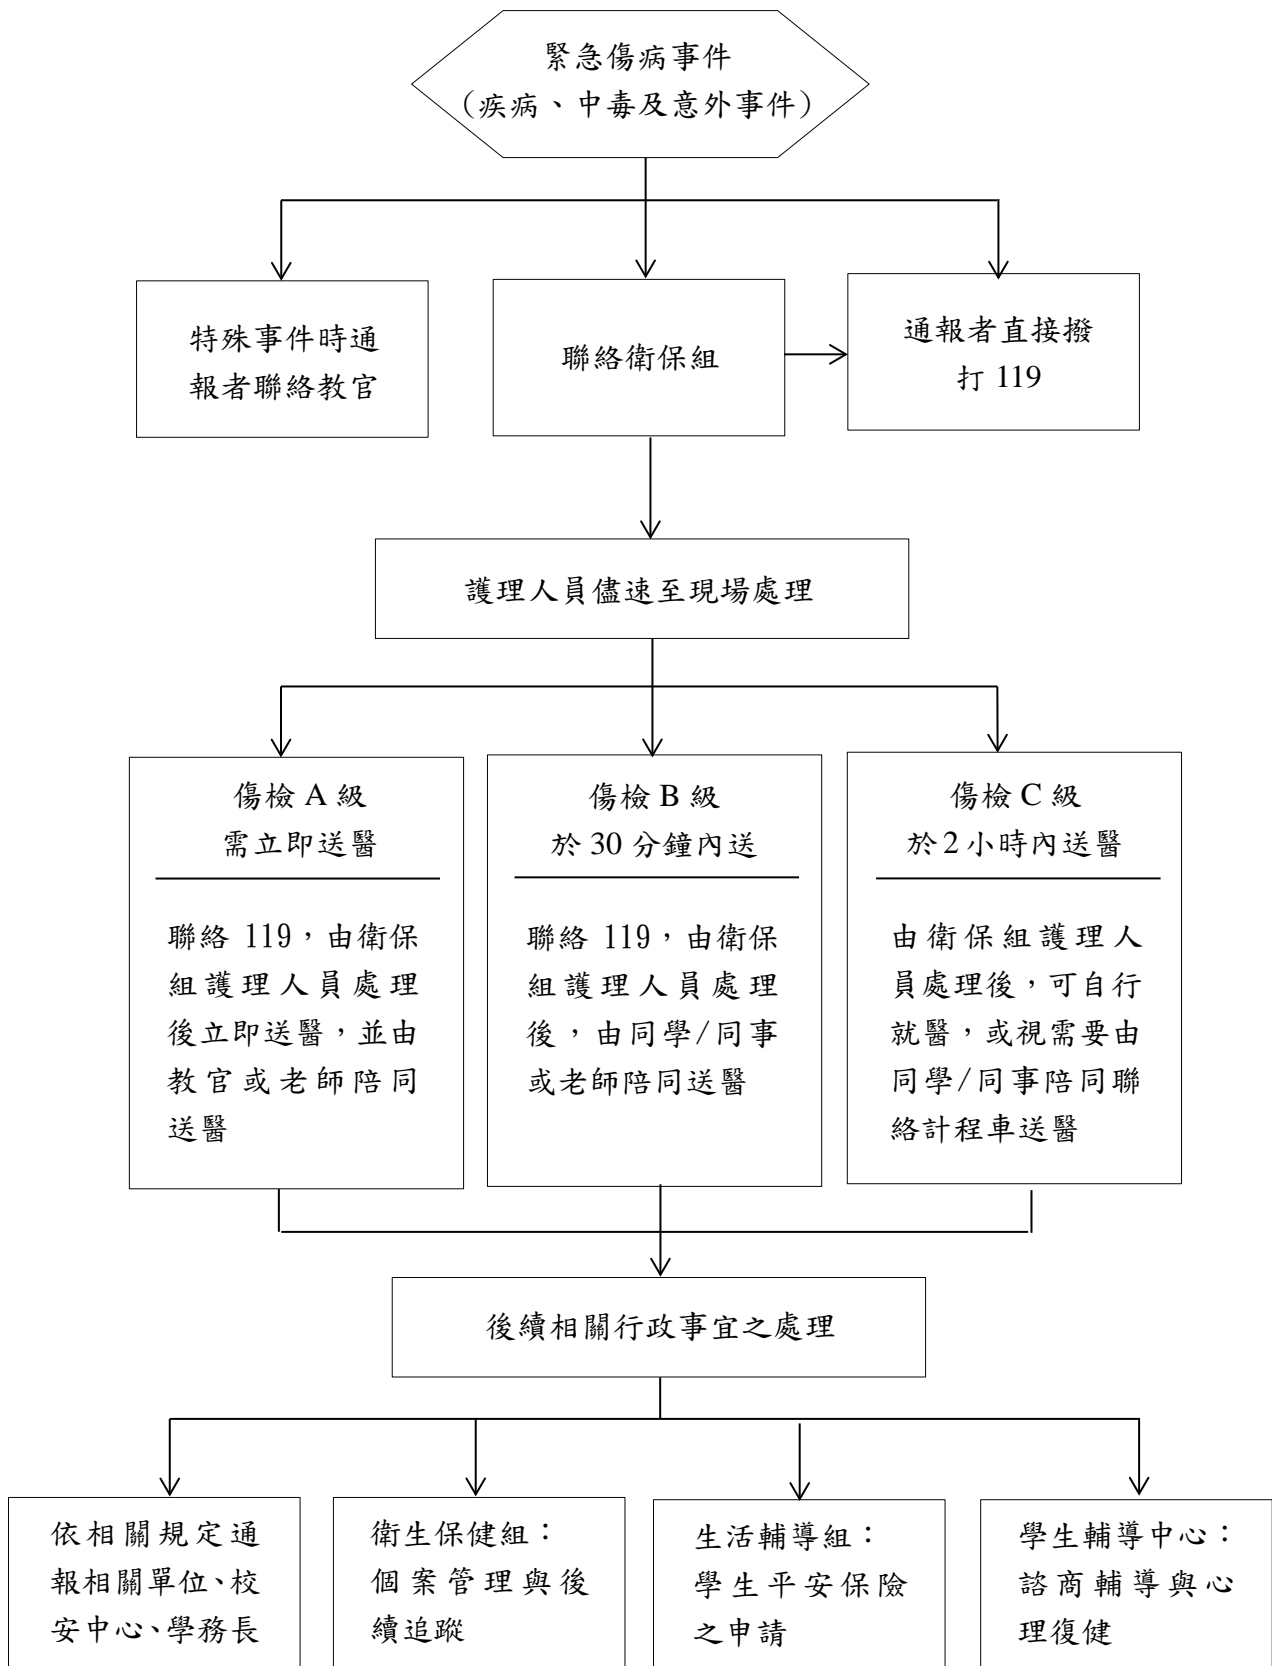 緊急傷病事件
(疾病、中毒及意外事件)
特殊事件時通
報者聯絡教官
聯絡衛保組
通報者直接撥
打 119
護理人員儘速至現場處理
傷檢 A 級
需立即送醫
聯絡 119，由衛保
組護理人員處理
後立即送醫，並由
教官或老師陪同
送醫
傷檢 B 級
於 30 分鐘內送
聯絡 119，由衛保
組護理人員處理
後，由同學/同事
或老師陪同送醫
傷檢 C 級
於 2 小時內送醫
由衛保組護理人
員處理後，可自行
就醫，或視需要由
同學/同事陪同聯
絡計程車送醫
後續相關行政事宜之處理
依相關規定通
報相關單位、校
安中心、學務長
衛生保健組：
個案管理與後
續追蹤
生活輔導組：
學生平安保險
之申請
學生輔導中心：
諮商輔導與心
理復健